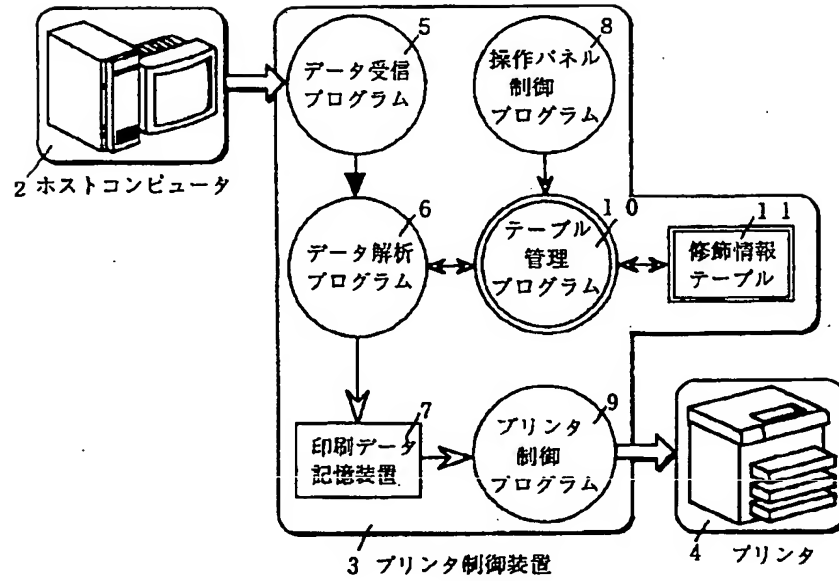 5
データ受信
プログラム
8
操作パネル
制御
プログラム
2 ホストコンピュータ
6
データ解析
プログラム
1 0
テーブル
管理
プログラム
1 1
修飾情報
テーブル
7
印刷データ
記憶装置
9
プリンタ
制御
プログラム
3 プリンタ制御装置
4 プリンタ